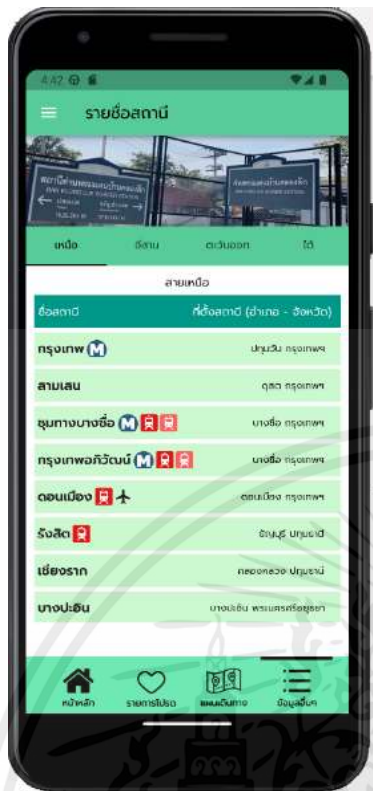 4:42
รายชื่อสถานี
เหนือ อีสาน ตะวันออก ใต้
สายเหนือ
ชื่อสถานี ที่ตั้งสถานี (อำเภอ - จังหวัด)
กรุงเทพ M ปทุมวัน กรุงเทพฯ
สามเสน ดุสิต กรุงเทพฯ
ชุมทางบางซื่อ M บางซื่อ กรุงเทพฯ
กรุงเทพอภิวัฒน์ M บางซื่อ กรุงเทพฯ
ดอนเมือง ดอนเมือง กรุงเทพฯ
รังสิต ธัญบุรี ปทุมธานี
เชียงราก คลองหลวง ปทุมธานี
บางปะอิน บางปะอิน พระนครศรีอยุธยา
หน้าหลัก รายการโปรด แผนเดินทาง ข้อมูลอื่นๆ